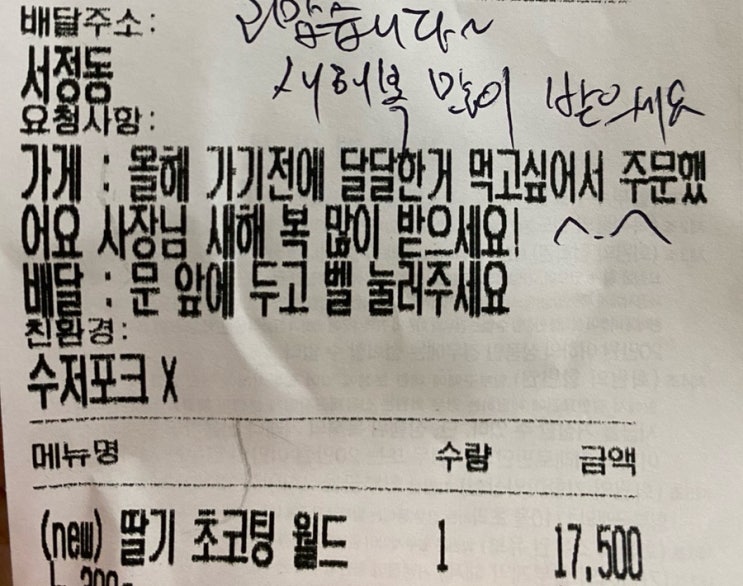 배달주소: 고맙습니다~
서정동 새해복 많이 받으세요
요청사항:
가게 : 올해 가기전에 달달한거 먹고싶어서 주문했
어요 사장님 새해 복 많이 받으세요! ^-^
배달 : 문 앞에 두고 벨 눌러주세요
친환경:
수저포크 X
메뉴명 수량 금액
(new) 딸기 초코팅 월드 1 17,500